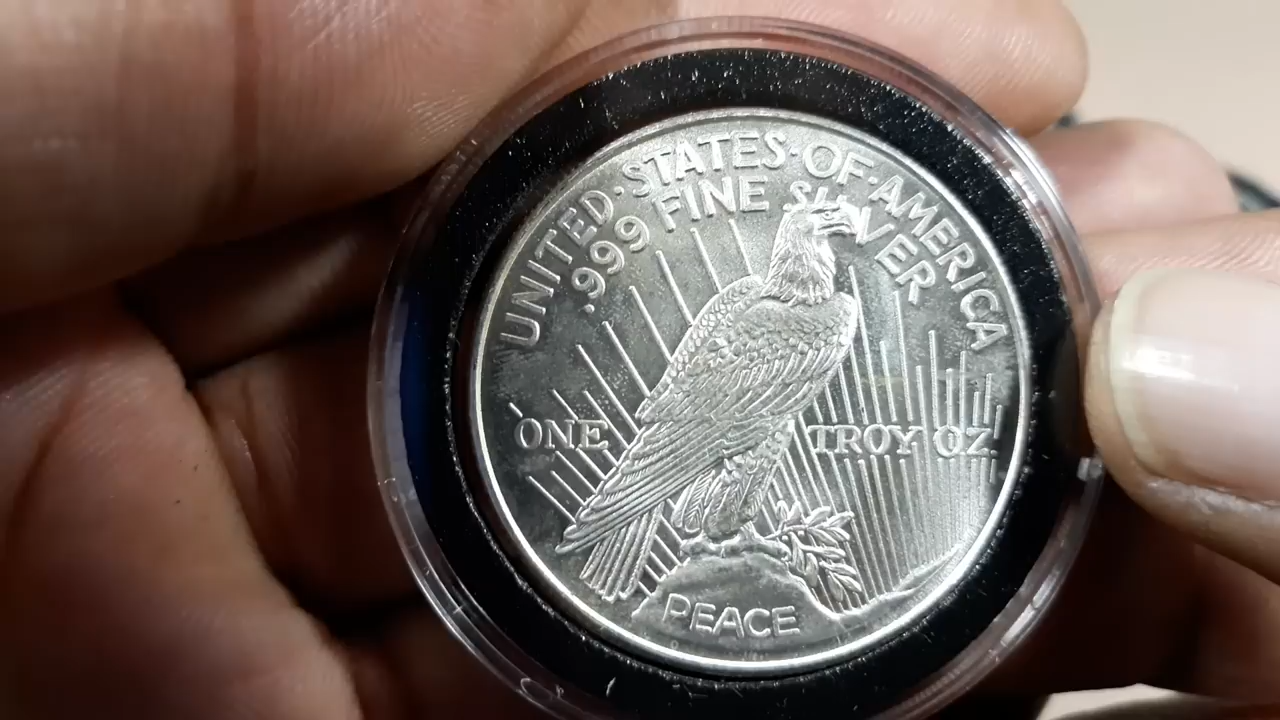 UNITED·STATES·OF·AMERICA
.999 FINE SILVER
ONE TROY OZ.
PEACE